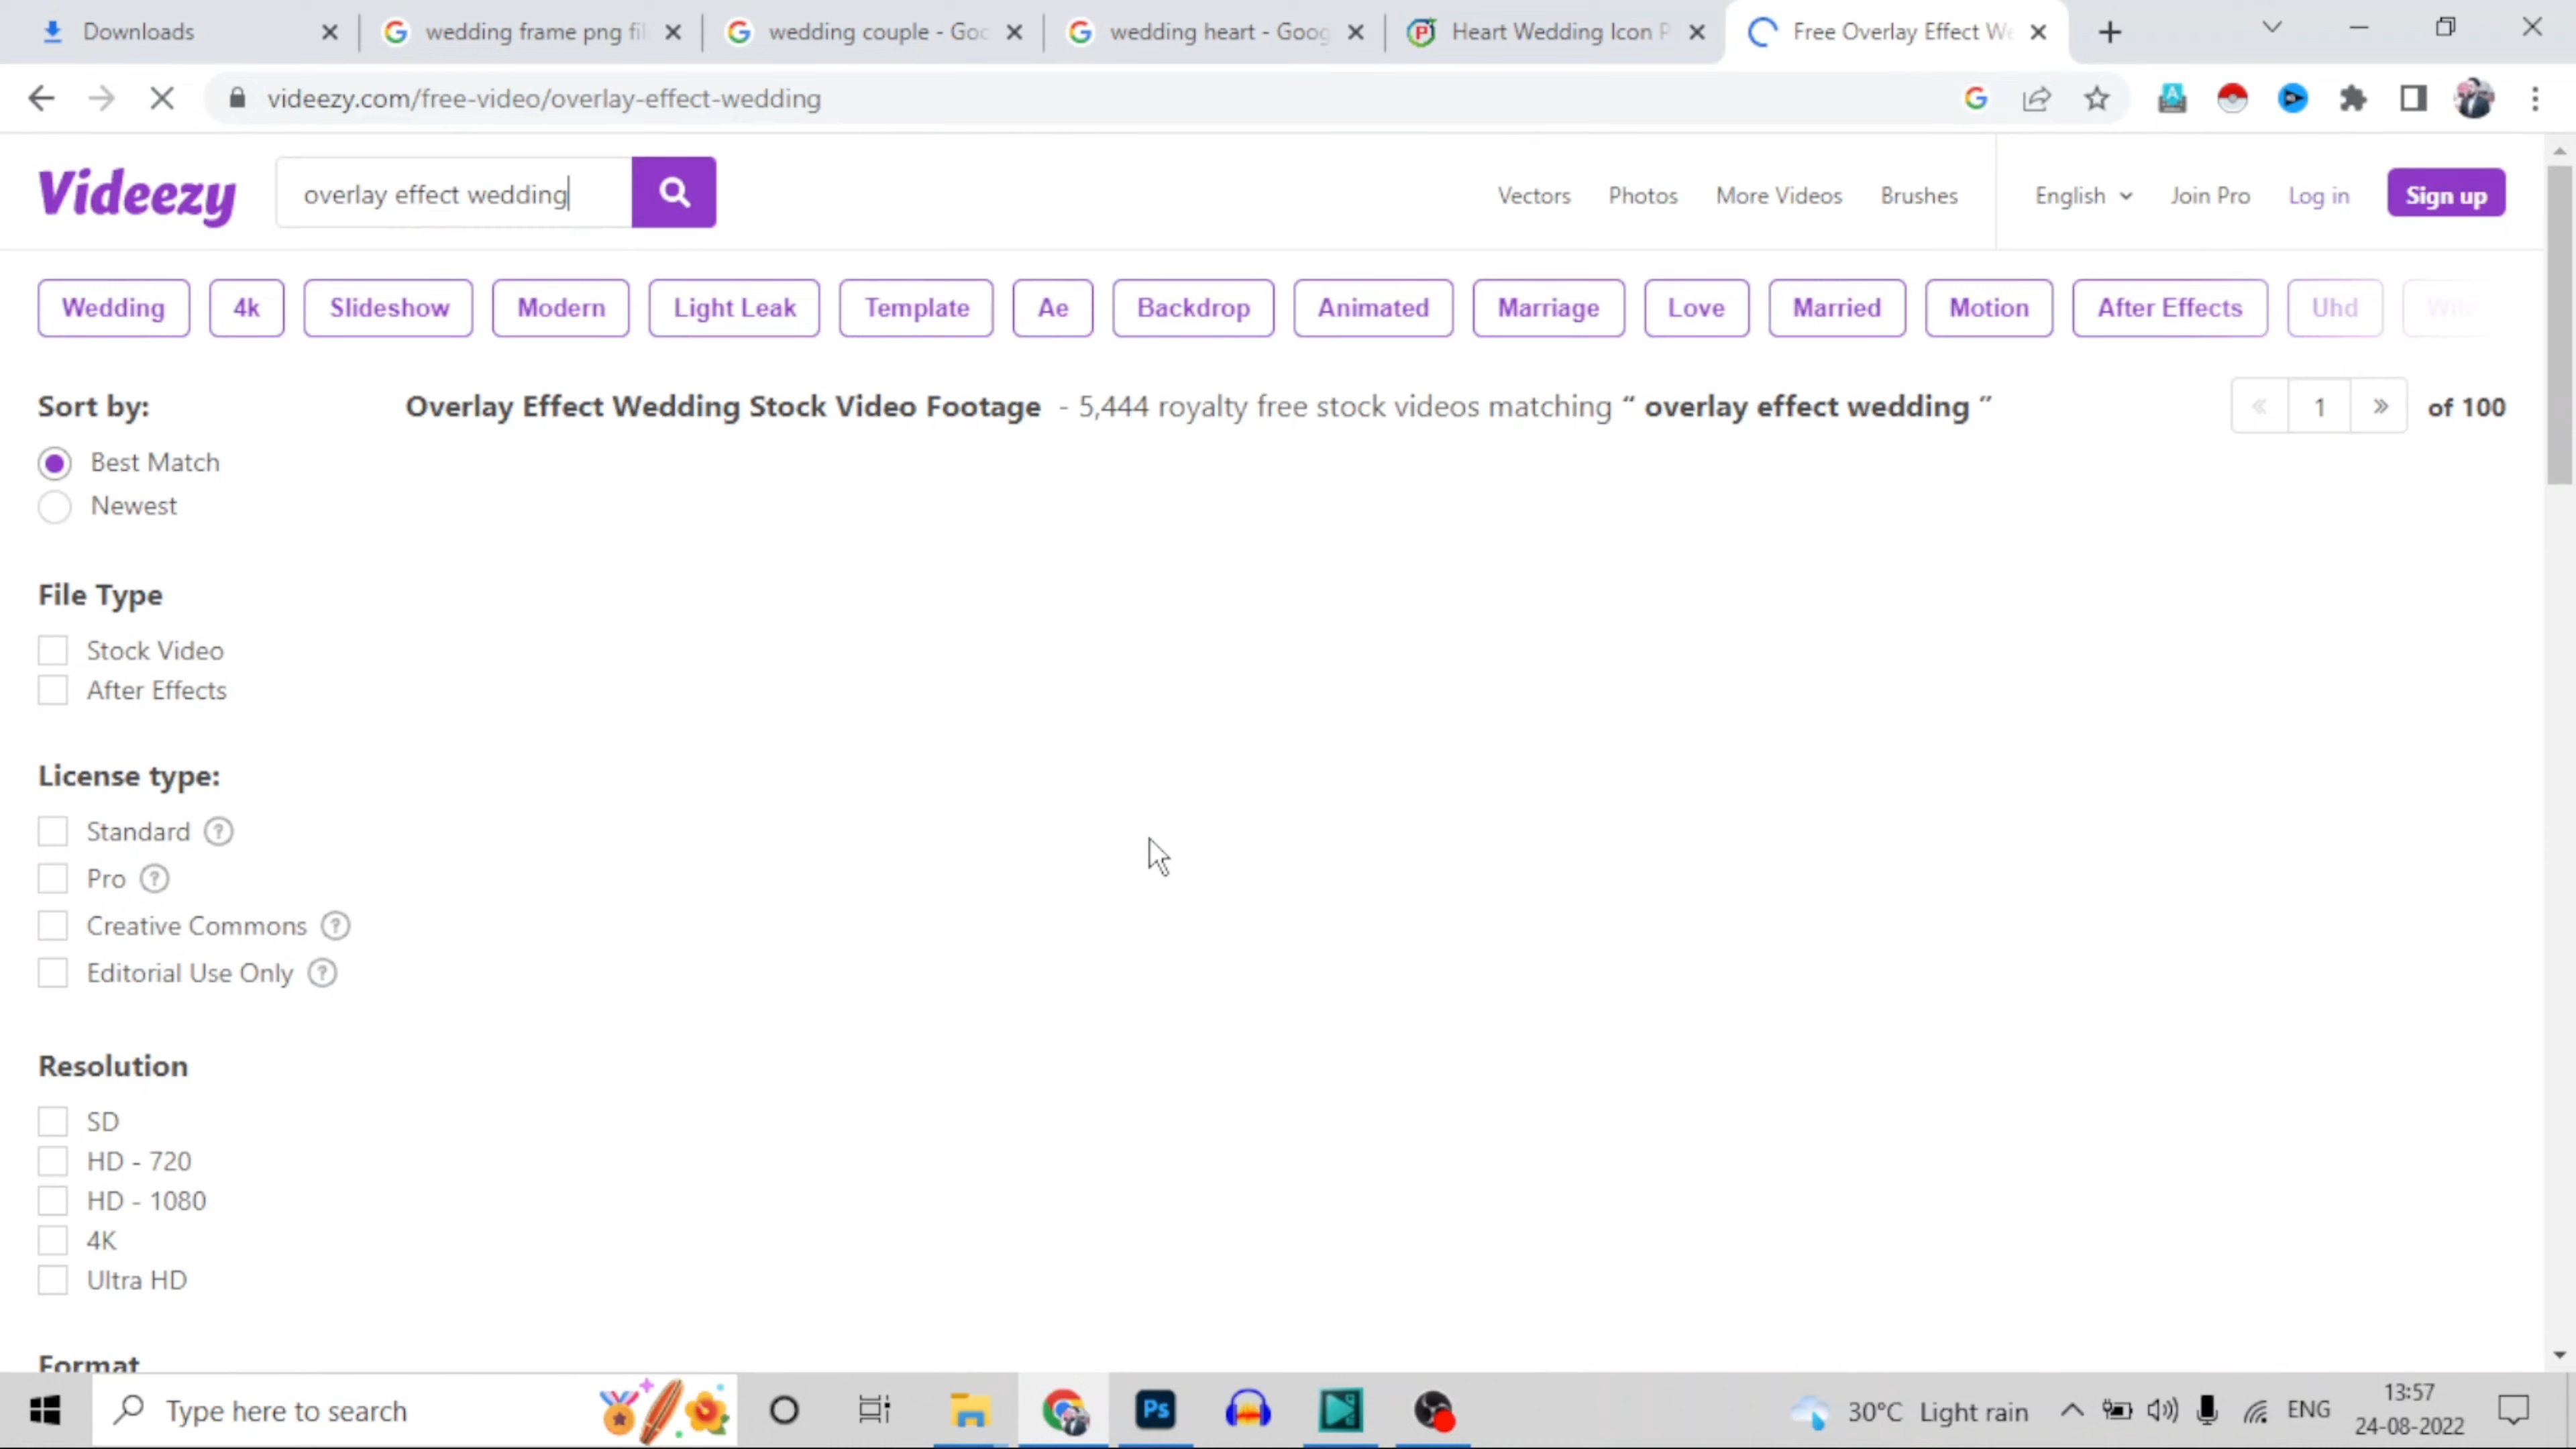 Downloads
wedding frame png fil
wedding couple - Goo
wedding heart - Goog
Heart Wedding Icon P
Free Overlay Effect We
videezy.com/free-video/overlay-effect-wedding
Videezy
overlay effect wedding
Vectors
Photos
More Videos
Brushes
English
Join Pro
Log in
Sign up
Wedding
4k
Slideshow
Modern
Light Leak
Template
Ae
Backdrop
Animated
Marriage
Love
Married
Motion
After Effects
Uhd
Sort by:
Overlay Effect Wedding Stock Video Footage - 5,444 royalty free stock videos matching “ overlay effect wedding ”
« 1 » of 100
Best Match
Newest
File Type
Stock Video
After Effects
License type:
Standard ?
Pro ?
Creative Commons ?
Editorial Use Only ?
Resolution
SD
HD - 720
HD - 1080
4K
Ultra HD
Format
Type here to search
Ps
30°C Light rain
ENG
13:57
24-08-2022